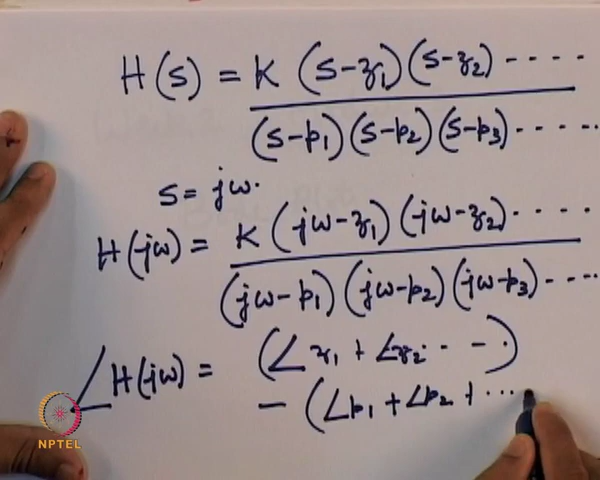 H(s) = K (s-z₁)(s-z₂) ----
(s-p₁)(s-p₂)(s-p₃) -----
s = jω.
H(jω) = K (jω-z₁)(jω-z₂) ----
(jω-p₁)(jω-p₂)(jω-p₃) ----
∠H(jω) = (∠z₁ + ∠z₂ -- -.)
- (∠p₁ + ∠p₂ + ...
NPTEL